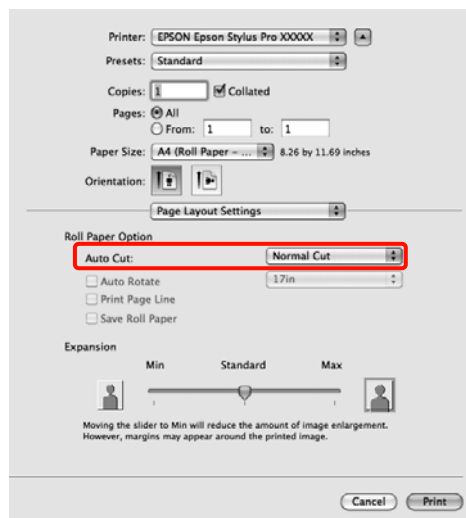 Printer: EPSON Epson Stylus Pro XXXXX
Presets: Standard
Copies: 1 Collated
Pages: All
From: 1 to: 1
Paper Size: A4 (Roll Paper – ... 8.26 by 11.69 inches
Orientation:
Page Layout Settings
Roll Paper Option
Auto Cut: Normal Cut
Auto Rotate 17in
Print Page Line
Save Roll Paper
Expansion
Min Standard Max
Moving the slider to Min will reduce the amount of image enlargement.
However, margins may appear around the printed image.
Cancel Print